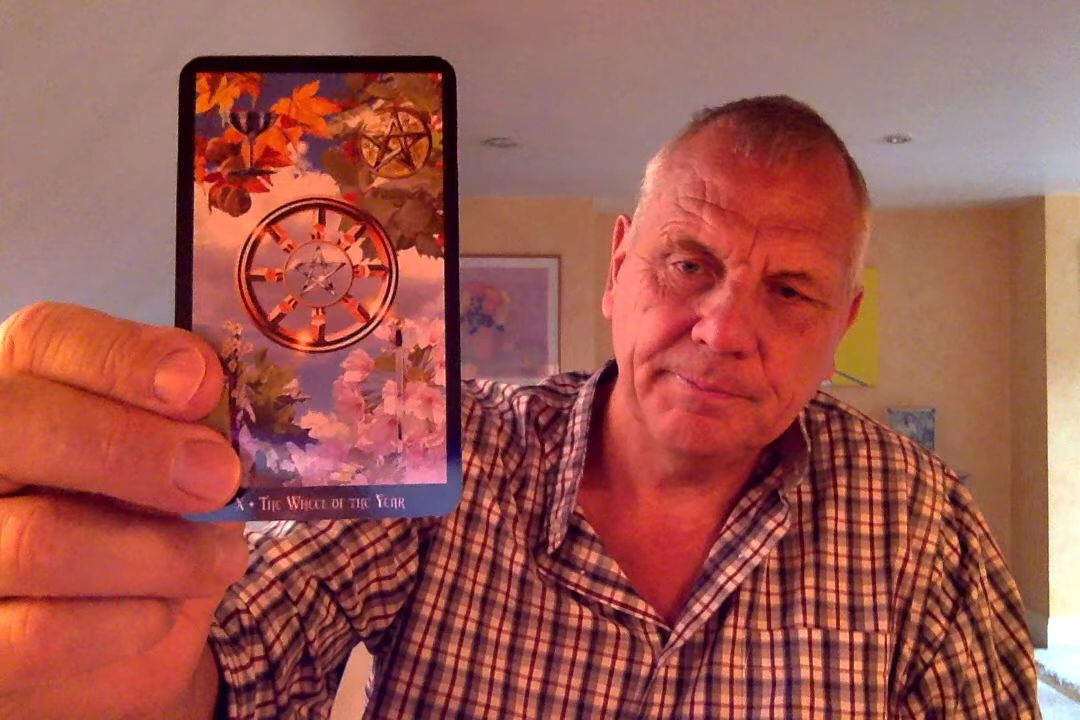 X • The Wheel of the Year